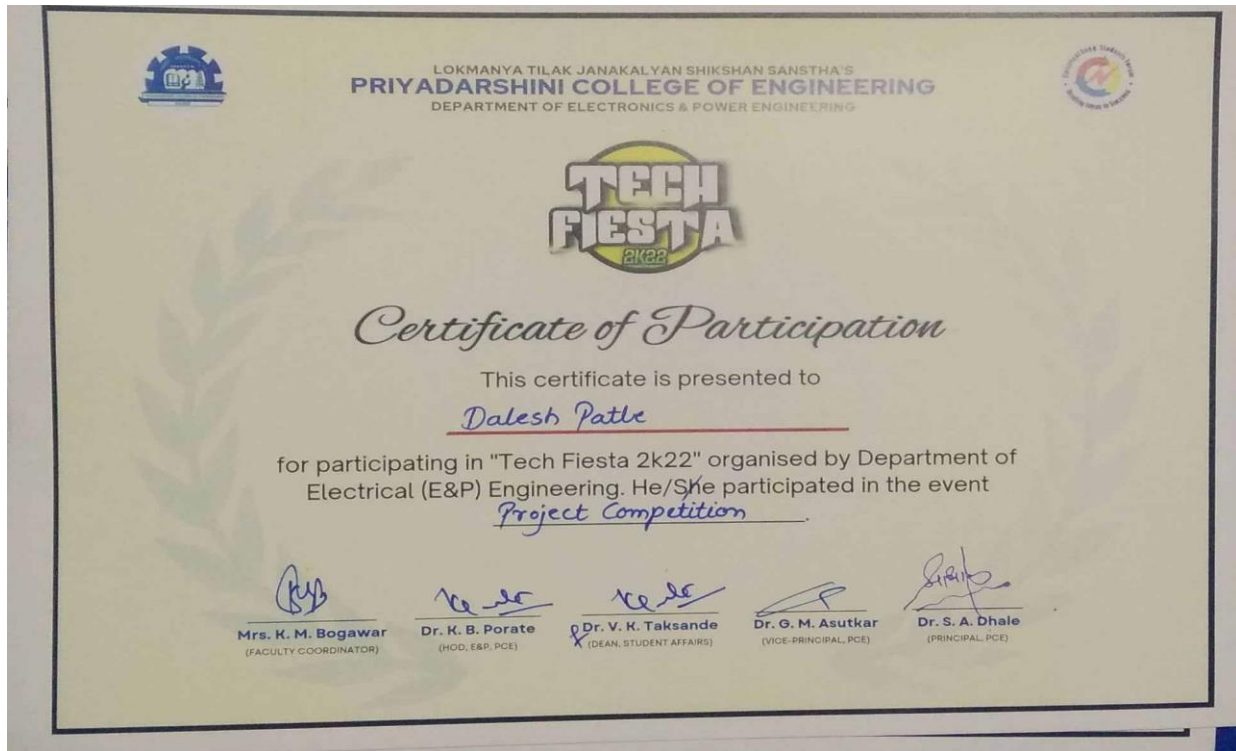 LOKMANYA TILAK JANAKALYAN SHIKSHAN SANSTHA'S
PRIYADARSHINI COLLEGE OF ENGINEERING
DEPARTMENT OF ELECTRONICS & POWER ENGINEERING
TECH
FIESTA
2K22
Certificate of Participation
This certificate is presented to
Dalesh Patle
for participating in "Tech Fiesta 2k22" organised by Department of
Electrical (E&P) Engineering. He/She participated in the event
Project Competition.
Mrs. K. M. Bogawar
(FACULTY COORDINATOR)
Dr. K. B. Porate
(HOD, E&P, PCE)
Dr. V. K. Taksande
(DEAN, STUDENT AFFAIRS)
Dr. G. M. Asutkar
(VICE-PRINCIPAL, PCE)
Dr. S. A. Dhale
(PRINCIPAL, PCE)